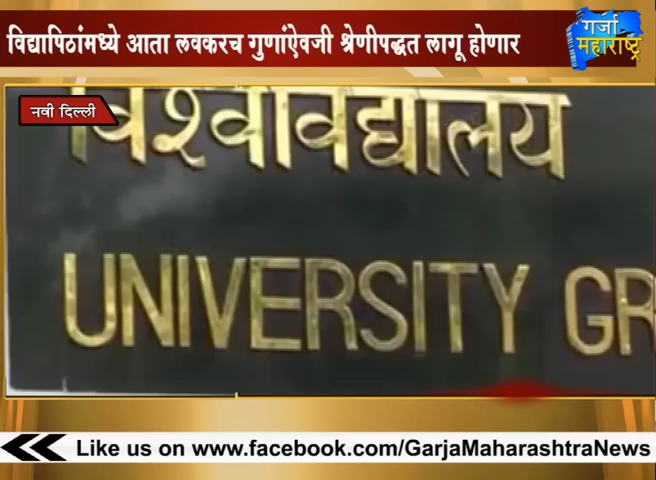 विद्यापिठांमध्ये आता लवकरच गुणांऐवजी श्रेणीपद्धत लागू होणार
गर्जा
महाराष्ट्र
नवी दिल्ली
विश्वविद्यालय
UNIVERSITY GR
Like us on www.facebook.com/GarjaMaharashtraNews